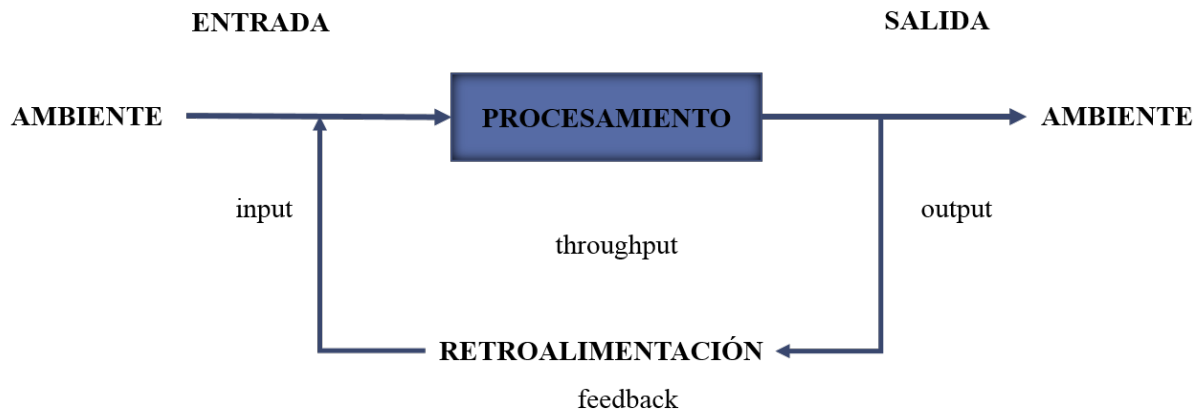 ENTRADA
SALIDA
AMBIENTE
PROCESAMIENTO
AMBIENTE
input
output
throughput
RETROALIMENTACIÓN
feedback